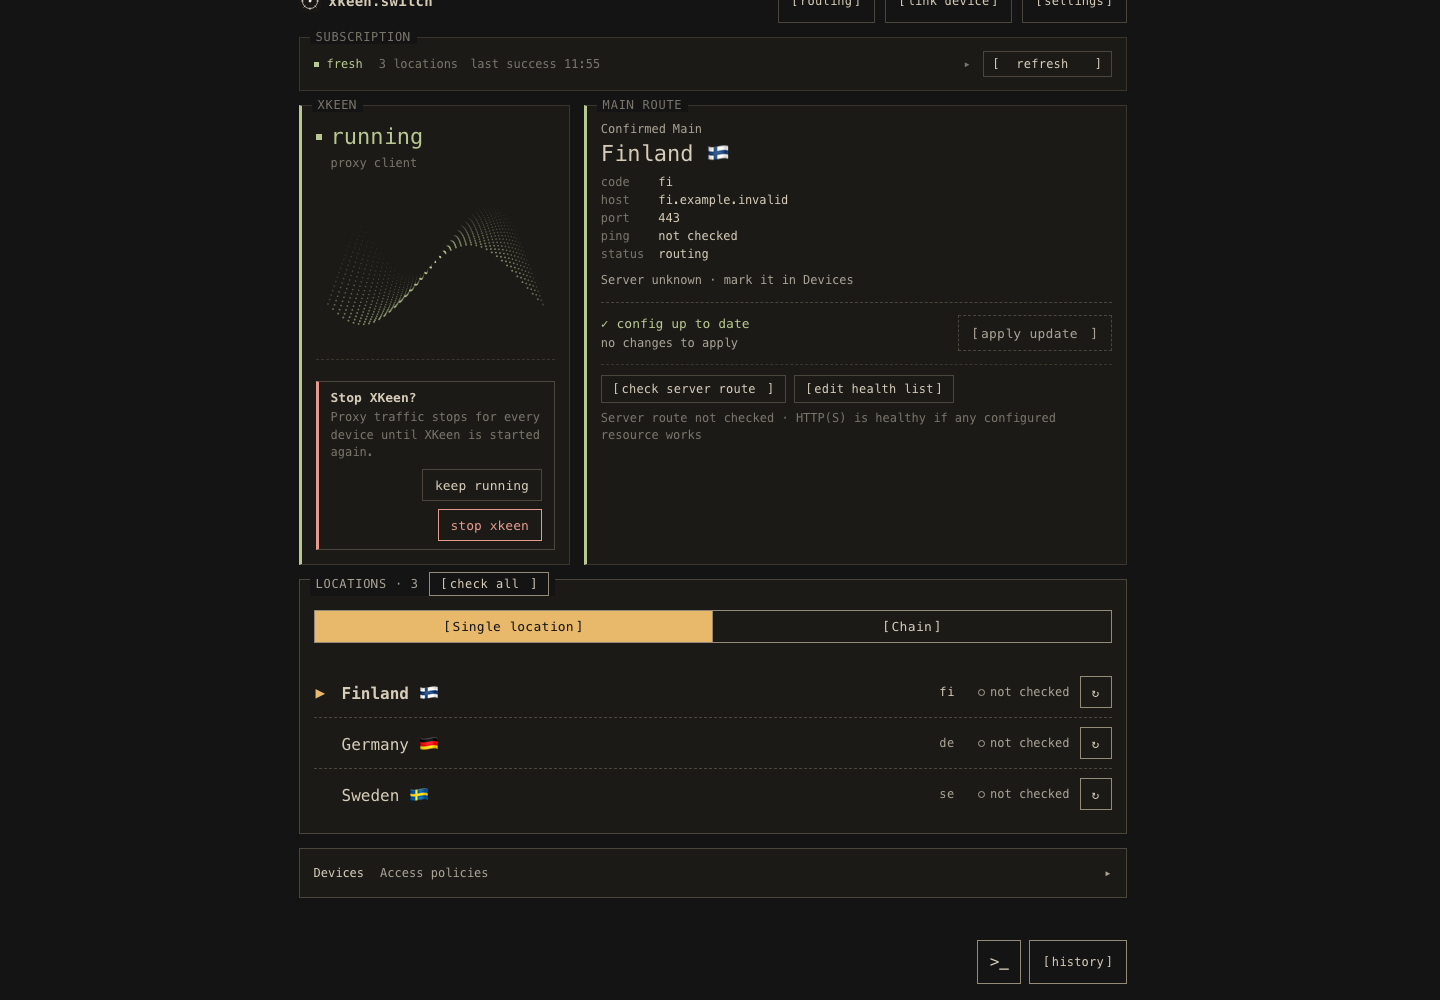 xkeen.switch
[routing] [link device] [settings]
SUBSCRIPTION
fresh 3 locations last success 11:55
▸ [ refresh ]
XKEEN
running
proxy client
Stop XKeen?
Proxy traffic stops for every
device until XKeen is started
again.
keep running
stop xkeen
MAIN ROUTE
Confirmed Main
Finland 🇫🇮
code fi
host fi.example.invalid
port 443
ping not checked
status routing
Server unknown · mark it in Devices
✓ config up to date
no changes to apply
[apply update ]
[check server route ] [edit health list]
Server route not checked · HTTP(S) is healthy if any configured
resource works
LOCATIONS · 3 [check all ]
[Single location] [Chain]
▶ Finland 🇫🇮 fi ○ not checked ↻
Germany 🇩🇪 de ○ not checked ↻
Sweden 🇸🇪 se ○ not checked ↻
Devices Access policies ▸
>_ [history]